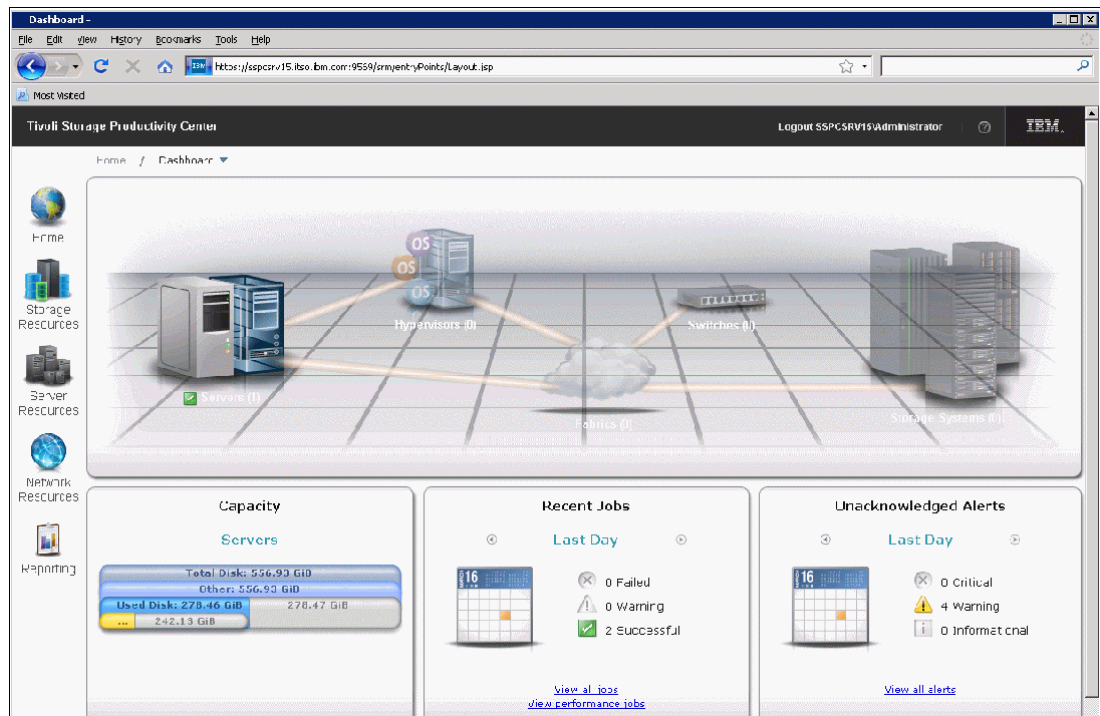 Dashboard -
File Edit View History Bookmarks Tools Help
https://sspcsrv15.itso.ibm.com:9569/srm/entryPoints/Layout.jsp
Most Visited
Tivoli Storage Productivity Center
Logout SSPCSRV15\Administrator
IBM.
Home / Dashboard
Home
Storage
Resources
Server
Resources
Network
Resources
Reporting
OS
OS
OS
Hypervisors (0)
Switches (0)
Servers (1)
Fabrics (0)
Storage Systems (0)
Capacity
Servers
Total Disk: 556.93 GiB
Other: 556.93 GiB
Used Disk: 278.46 GiB 278.47 GiB
... 242.13 GiB
Recent Jobs
Last Day
16
0 Failed
0 Warning
2 Successful
View all jobs
View performance jobs
Unacknowledged Alerts
Last Day
16
0 Critical
4 Warning
0 Informational
View all alerts